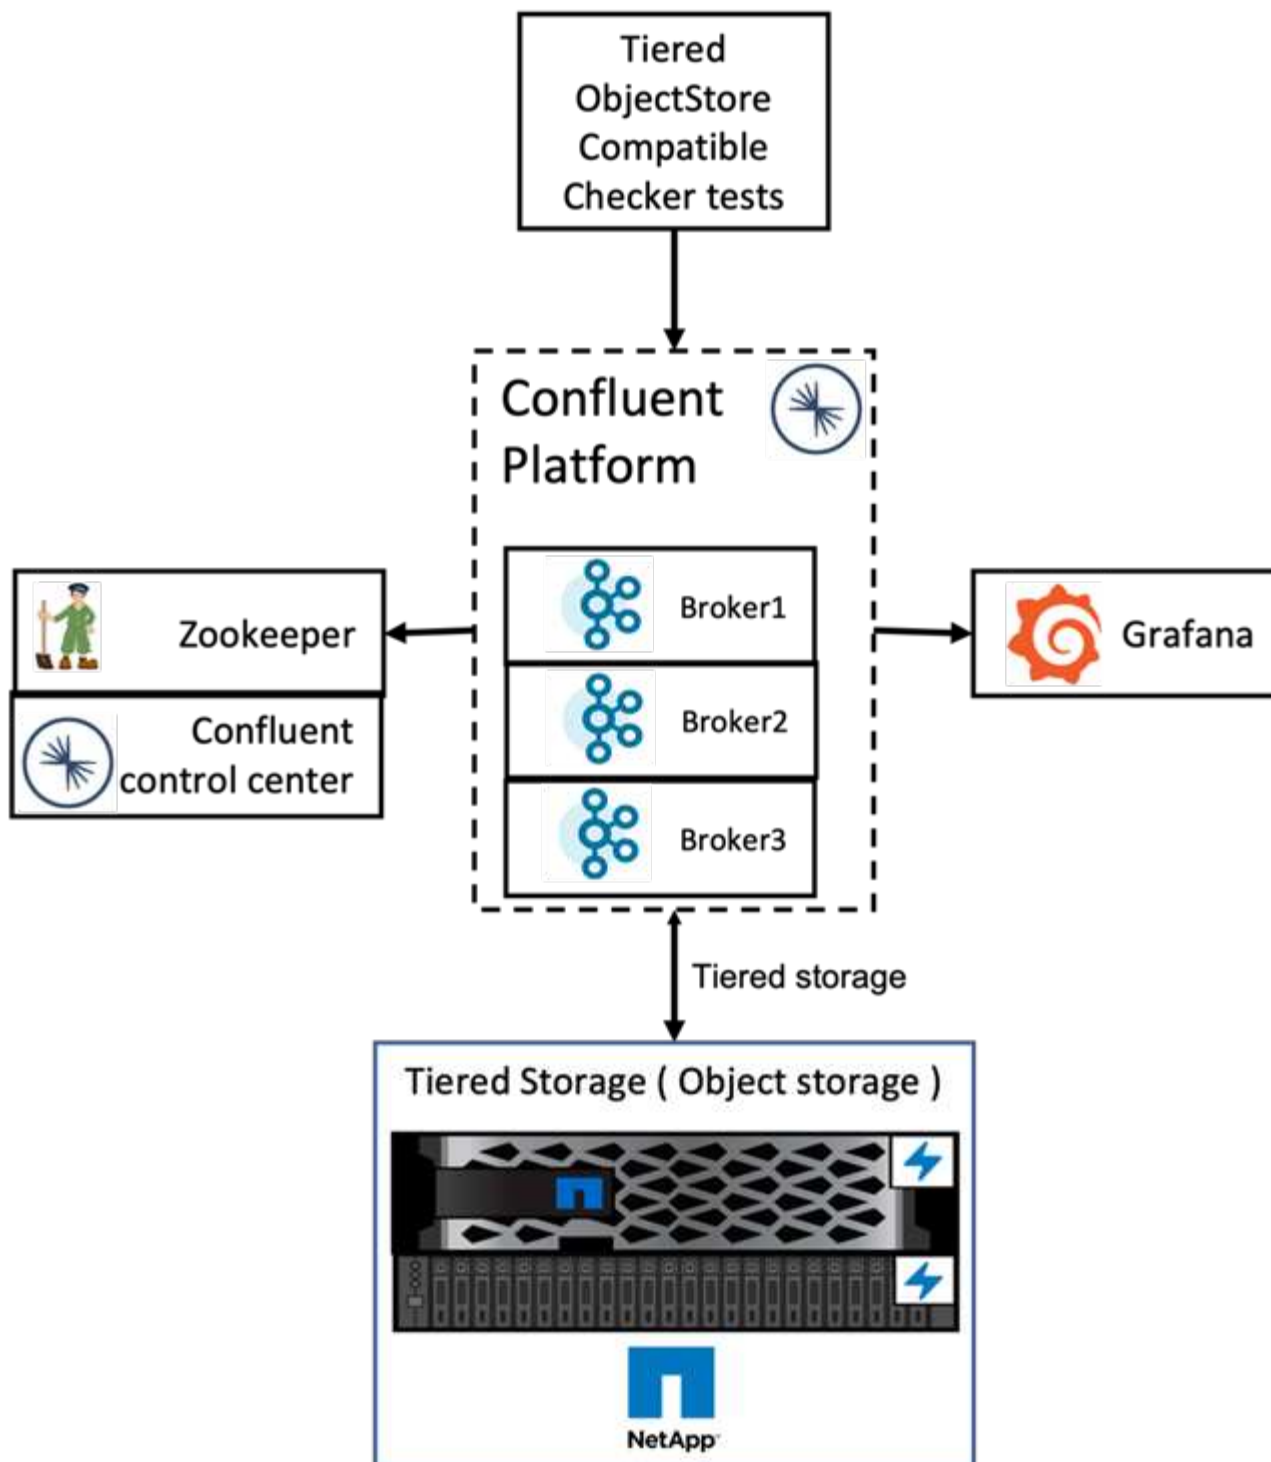 Tiered
ObjectStore
Compatible
Checker tests
Confluent
Platform
Broker1
Zookeeper
Grafana
Broker2
Confluent
control center
Broker3
Tiered storage
Tiered Storage ( Object storage )
NetApp